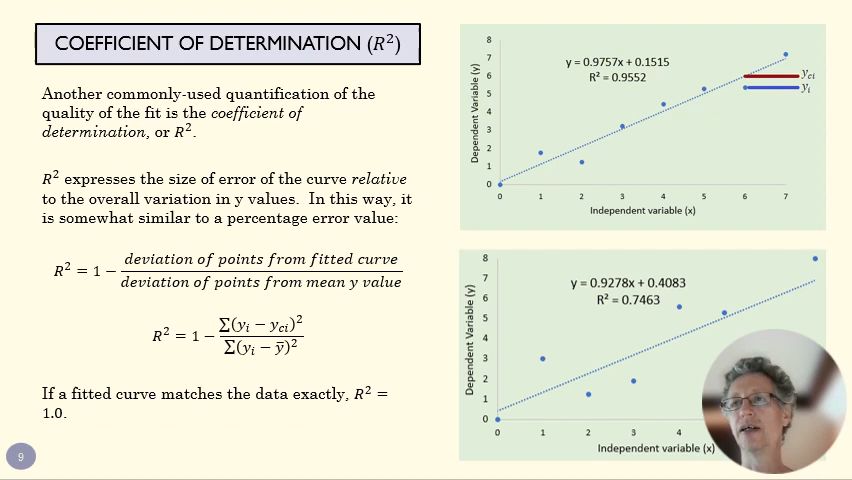 COEFFICIENT OF DETERMINATION (R²)
Another commonly-used quantification of the
quality of the fit is the coefficient of
determination, or R².
R² expresses the size of error of the curve relative
to the overall variation in y values. In this way, it
is somewhat similar to a percentage error value:
R² = 1 − deviation of points from fitted curve / deviation of points from mean y value
R² = 1 − Σ(yᵢ − y_ci)² / Σ(yᵢ − ȳ)²
If a fitted curve matches the data exactly, R² =
1.0.
9
Dependent Variable (y)
8
7
6
5
4
3
2
1
0
y = 0.9757x + 0.1515
R² = 0.9552
y_ci
yᵢ
0 1 2 3 4 5 6 7
Independent variable (x)
Dependent Variable (y)
8
7
6
5
4
3
2
1
0
y = 0.9278x + 0.4083
R² = 0.7463
0 1 2 3 4
Independent variable (x)